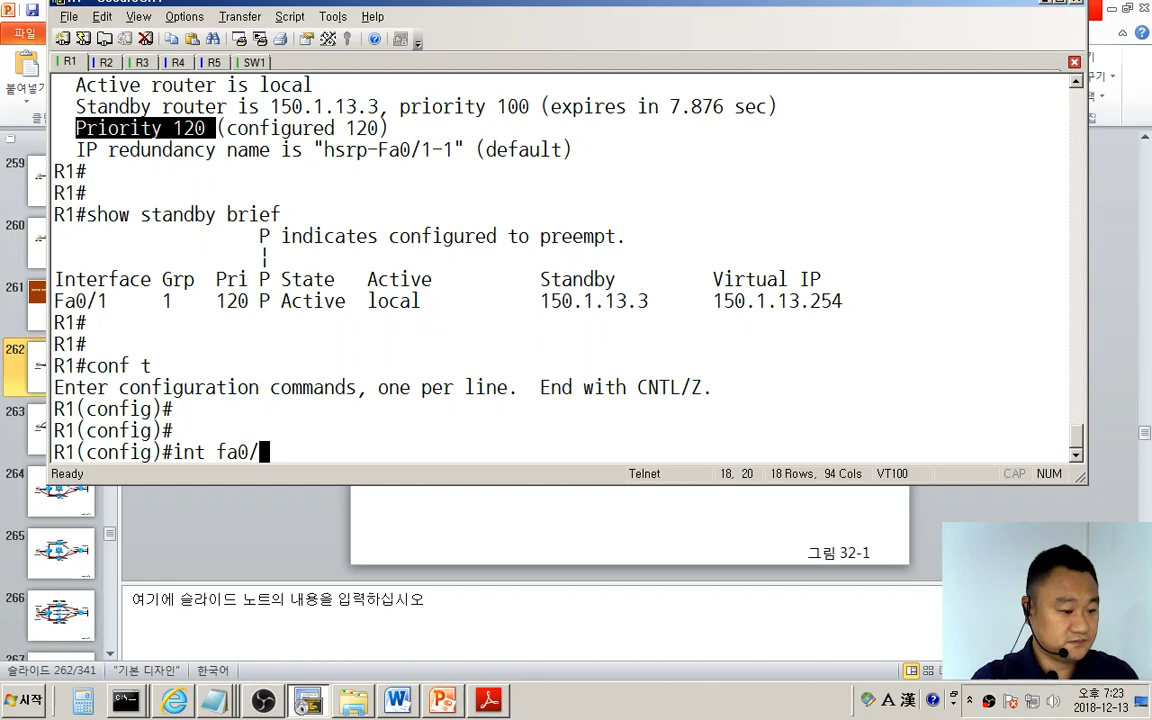 File Edit View Options Transfer Script Tools Help
파일
붙여넣기
R1 R2 R3 R4 R5 SW1
Active router is local
Standby router is 150.1.13.3, priority 100 (expires in 7.876 sec)
Priority 120 (configured 120)
IP redundancy name is "hsrp-Fa0/1-1" (default)
R1#
R1#
R1#show standby brief
P indicates configured to preempt.
|
Interface Grp Pri P State Active Standby Virtual IP
Fa0/1 1 120 P Active local 150.1.13.3 150.1.13.254
R1#
R1#
R1#conf t
Enter configuration commands, one per line. End with CNTL/Z.
R1(config)#
R1(config)#
R1(config)#int fa0/
Ready Telnet 18, 20 18 Rows, 94 Cols VT100 CAP NUM
259
260
261
262
263
264
265
266
그림 32-1
여기에 슬라이드 노트의 내용을 입력하십시오
슬라이드 262/341 "기본 디자인" 한국어
시작 A 漢 오후 7:23
2018-12-13